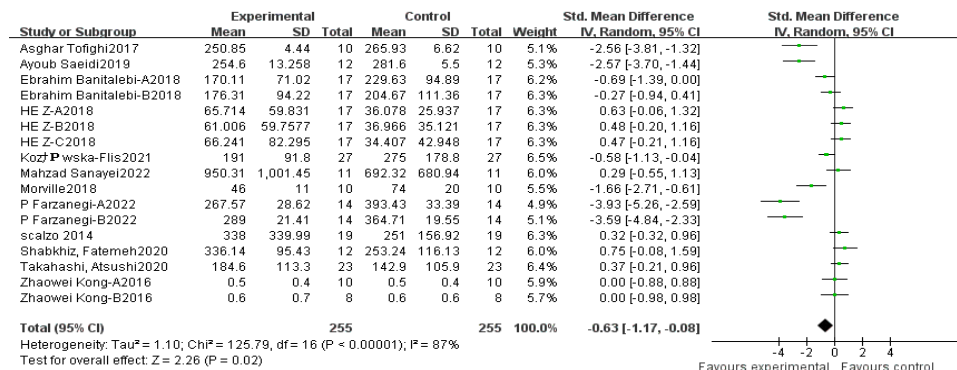 Experimental Control Std. Mean Difference Std. Mean Difference
Study or Subgroup Mean SD Total Mean SD Total Weight IV, Random, 95% CI IV, Random, 95% CI
Asghar Tofighi2017 250.85 4.44 10 265.93 6.62 10 5.1% -2.56 [-3.81, -1.32]
Ayoub Saeidi2019 254.6 13.258 12 281.6 5.5 12 5.3% -2.57 [-3.70, -1.44]
Ebrahim Banitalebi-A2018 170.11 71.02 17 229.63 94.89 17 6.2% -0.69 [-1.39, 0.00]
Ebrahim Banitalebi-B2018 176.31 94.22 17 204.67 111.36 17 6.3% -0.27 [-0.94, 0.41]
HE Z-A2018 65.714 59.831 17 36.078 25.937 17 6.3% 0.63 [-0.06, 1.32]
HE Z-B2018 61.006 59.7577 17 36.966 35.121 17 6.3% 0.48 [-0.20, 1.16]
HE Z-C2018 66.241 82.295 17 34.407 42.948 17 6.3% 0.47 [-0.21, 1.16]
Koz╬P wska-Flis2021 191 91.8 27 275 178.8 27 6.5% -0.58 [-1.13, -0.04]
Mahzad Sanayei2022 950.31 1,001.45 11 692.32 680.94 11 6.0% 0.29 [-0.55, 1.13]
Morville2018 46 11 10 74 20 10 5.5% -1.66 [-2.71, -0.61]
P Farzanegi-A2022 267.57 28.62 14 393.43 33.39 14 4.9% -3.93 [-5.26, -2.59]
P Farzanegi-B2022 289 21.41 14 364.71 19.55 14 5.1% -3.59 [-4.84, -2.33]
scalzo 2014 338 339.99 19 251 156.92 19 6.4% 0.32 [-0.32, 0.96]
Shabkhiz, Fatemeh2020 336.14 95.43 12 253.24 116.13 12 6.0% 0.75 [-0.08, 1.59]
Takahashi, Atsushi2020 184.6 113.3 23 142.9 105.9 23 6.4% 0.37 [-0.21, 0.96]
Zhaowei Kong-A2016 0.5 0.4 10 0.5 0.4 10 5.9% 0.00 [-0.88, 0.88]
Zhaowei Kong-B2016 0.6 0.7 8 0.6 0.6 8 5.7% 0.00 [-0.98, 0.98]
Total (95% CI) 255 255 100.0% -0.63 [-1.17, -0.08]
Heterogeneity: Tau² = 1.10; Chi² = 125.79, df = 16 (P < 0.00001); I² = 87%
Test for overall effect: Z = 2.26 (P = 0.02)
-4 -2 0 2 4
Favours experimental Favours control